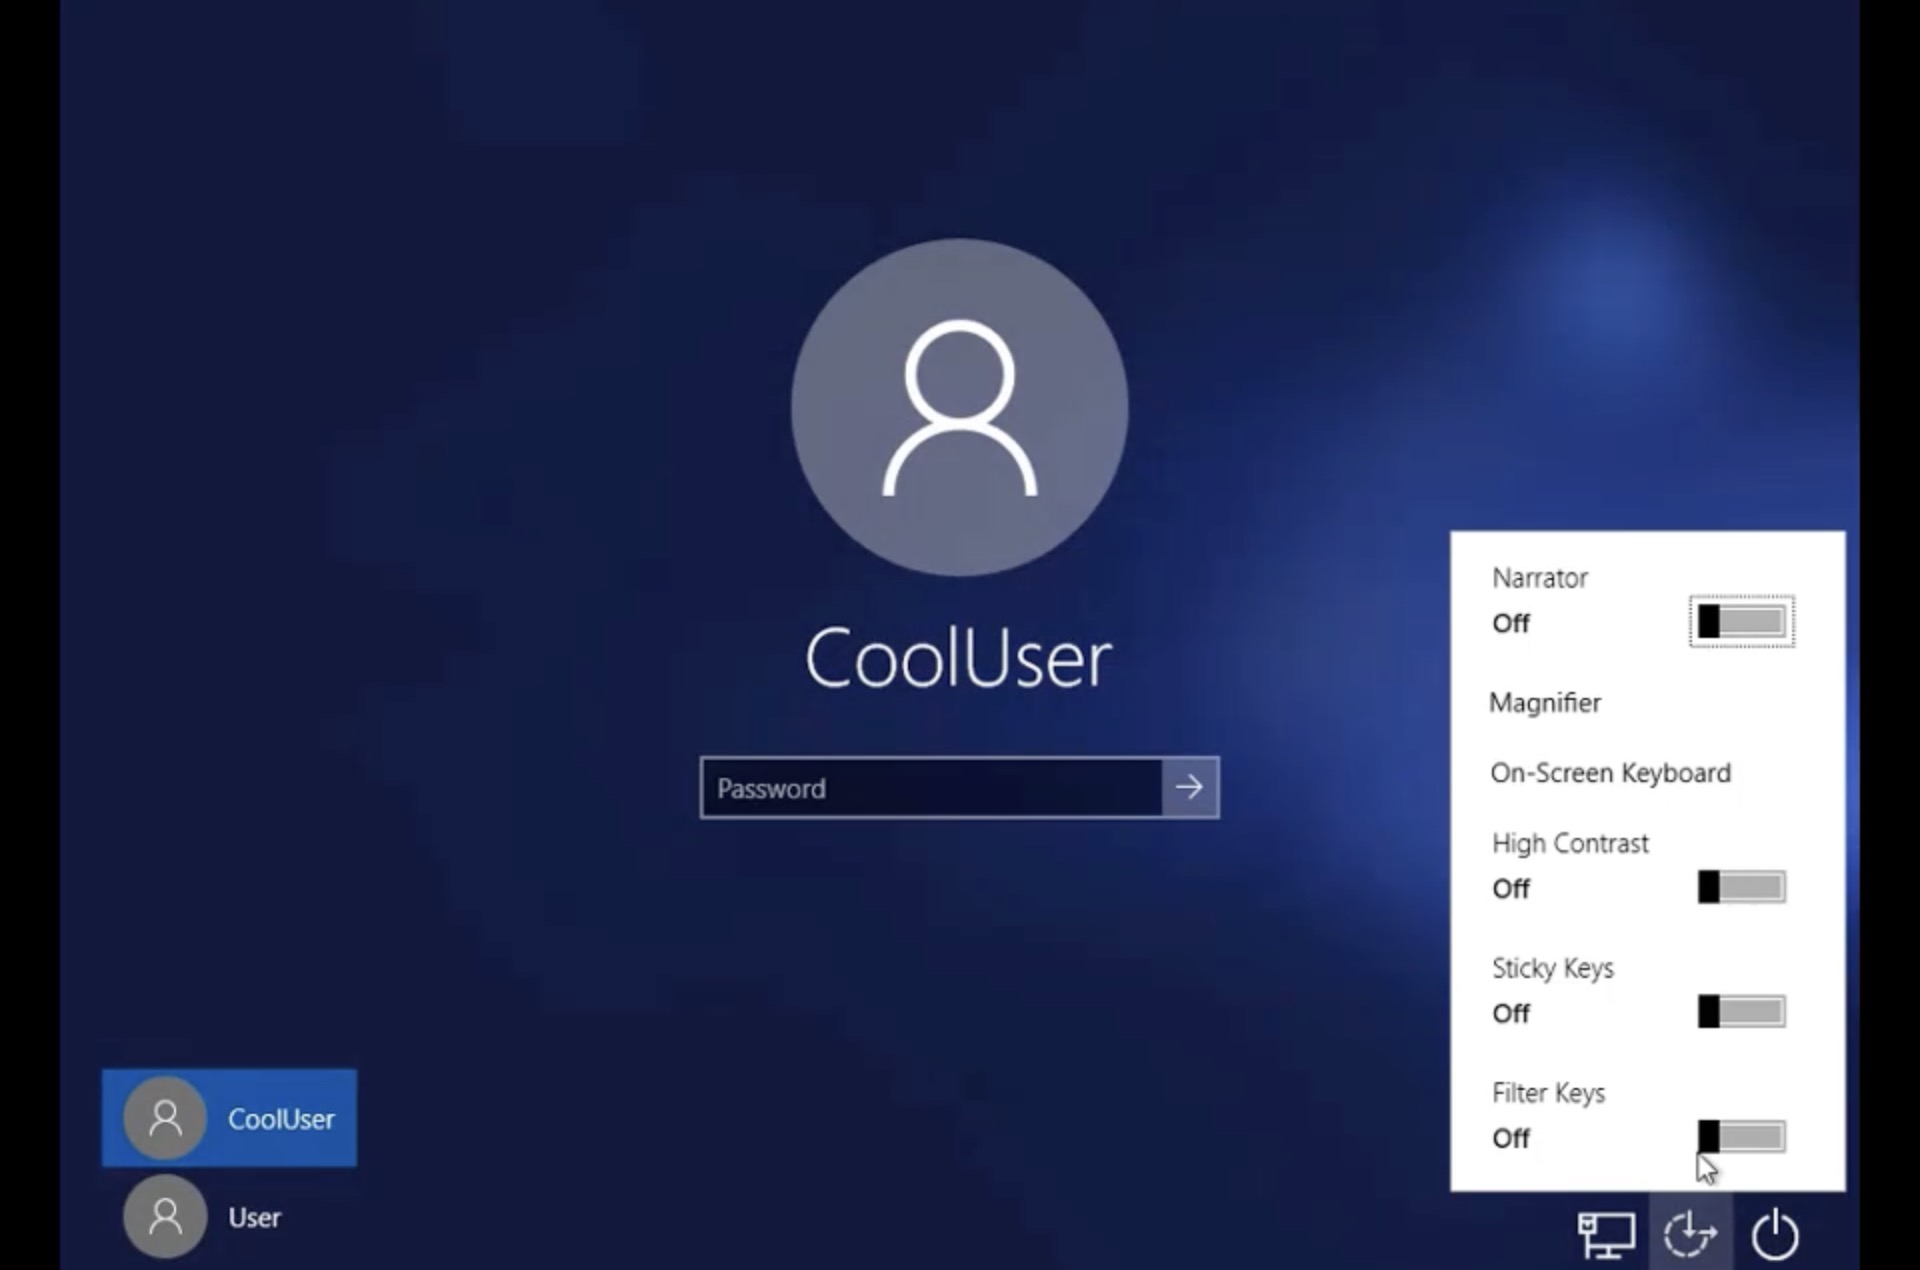 CoolUser
Password
Narrator
Off
Magnifier
On-Screen Keyboard
High Contrast
Off
Sticky Keys
Off
Filter Keys
Off
CoolUser
User